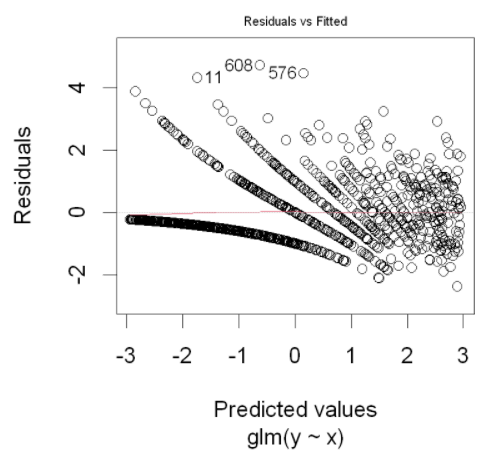 Residuals vs Fitted
Residuals
4
2
0
-2
11
608
576
-3 -2 -1 0 1 2 3
Predicted values
glm(y ~ x)